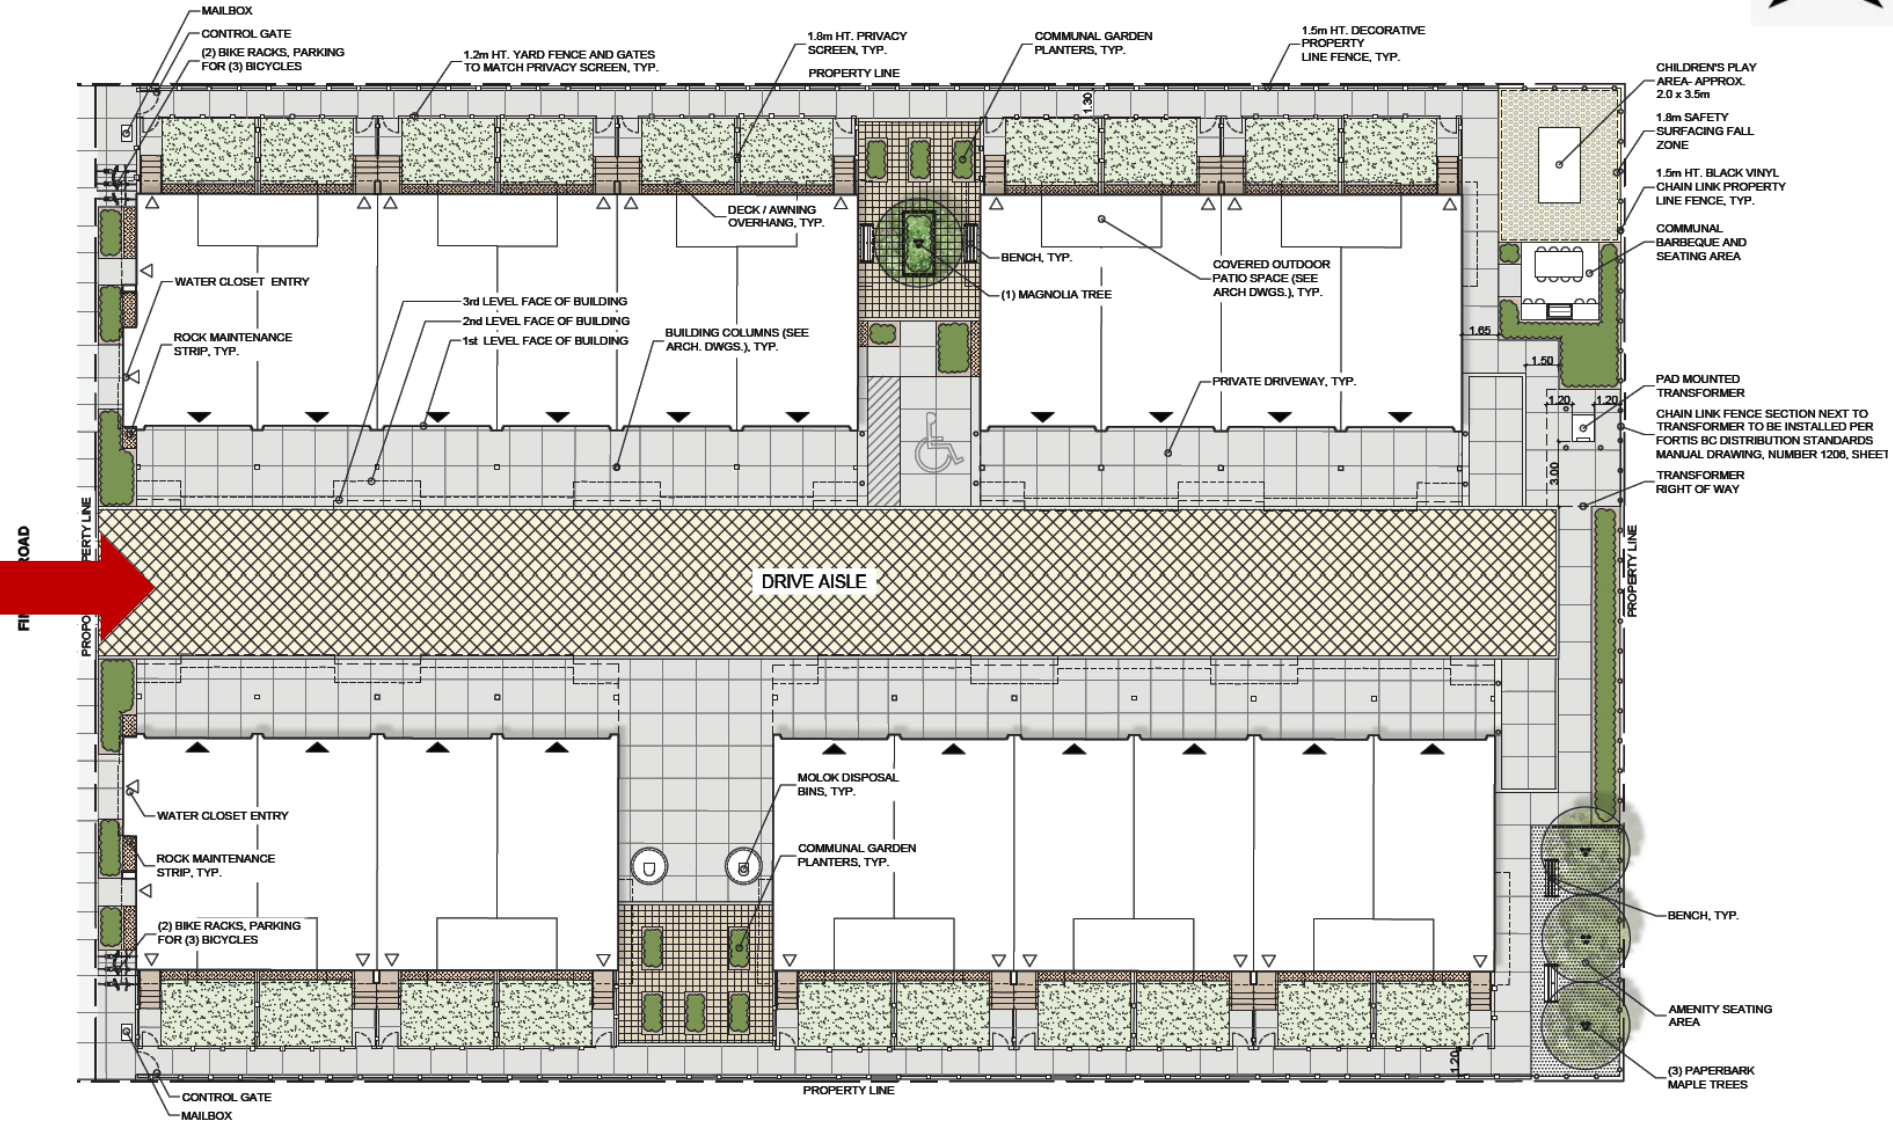 MAILBOX
CONTROL GATE
(2) BIKE RACKS, PARKING
FOR (3) BICYCLES
1.2m HT. YARD FENCE AND GATES
TO MATCH PRIVACY SCREEN, TYP.
1.8m HT. PRIVACY
SCREEN, TYP.
PROPERTY LINE
COMMUNAL GARDEN
PLANTERS, TYP.
1.5m HT. DECORATIVE
PROPERTY
LINE FENCE, TYP.
CHILDREN'S PLAY
AREA- APPROX.
2.0 x 3.5m
1.8m SAFETY
SURFACING FALL
ZONE
1.5m HT. BLACK VINYL
CHAIN LINK PROPERTY
LINE FENCE, TYP.
COMMUNAL
BARBEQUE AND
SEATING AREA
1.30
DECK / AWNING
OVERHANG, TYP.
BENCH, TYP.
(1) MAGNOLIA TREE
COVERED OUTDOOR
PATIO SPACE (SEE
ARCH DWGS.), TYP.
WATER CLOSET ENTRY
ROCK MAINTENANCE
STRIP, TYP.
3rd LEVEL FACE OF BUILDING
2nd LEVEL FACE OF BUILDING
1st LEVEL FACE OF BUILDING
BUILDING COLUMNS (SEE
ARCH. DWGS.), TYP.
PRIVATE DRIVEWAY, TYP.
1.65
1.50
1.20
1.20
3.00
PAD MOUNTED
TRANSFORMER
CHAIN LINK FENCE SECTION NEXT TO
TRANSFORMER TO BE INSTALLED PER
FORTIS BC DISTRIBUTION STANDARDS
MANUAL DRAWING, NUMBER 1206, SHEET
TRANSFORMER
RIGHT OF WAY
PROPERTY LINE
ROAD
PROPERTY LINE
DRIVE AISLE
WATER CLOSET ENTRY
ROCK MAINTENANCE
STRIP, TYP.
(2) BIKE RACKS, PARKING
FOR (3) BICYCLES
MOLOK DISPOSAL
BINS, TYP.
COMMUNAL GARDEN
PLANTERS, TYP.
BENCH, TYP.
AMENITY SEATING
AREA
(3) PAPERBARK
MAPLE TREES
1.20
PROPERTY LINE
CONTROL GATE
MAILBOX